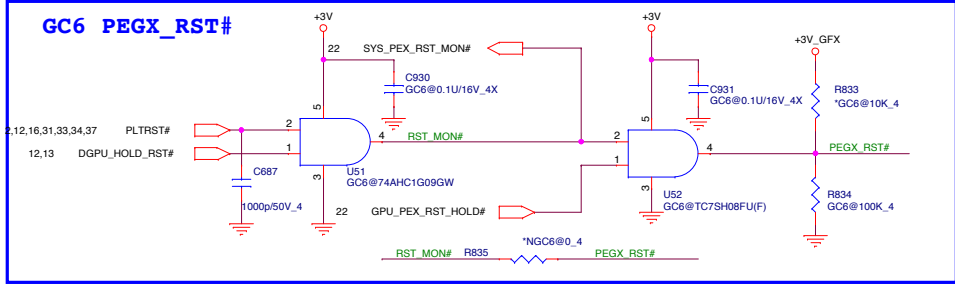 GC6 PEGX_RST#
+3V
+3V
+3V_GFX
22
SYS_PEX_RST_MON#
C930
GC6@0.1U/16V_4X
C931
GC6@0.1U/16V_4X
R833
*GC6@10K_4
5
5
2,12,16,31,33,34,37
PLTRST#
2
4
RST_MON#
2
4
PEGX_RST#
12,13
DGPU_HOLD_RST#
1
1
C687
U51
GC6@74AHC1G09GW
3
3
U52
GC6@TC7SH08FU(F)
R834
GC6@100K_4
1000p/50V_4
22
GPU_PEX_RST_HOLD#
RST_MON#
R835
*NGC6@0_4
PEGX_RST#